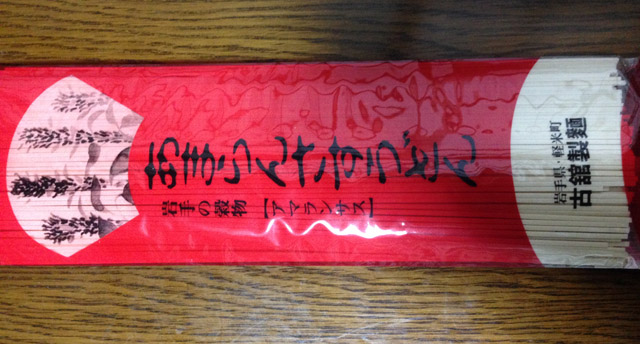 あまらんさすうどん
岩手の穀物【アマランサス】
岩手県・軽米町
古舘製麺